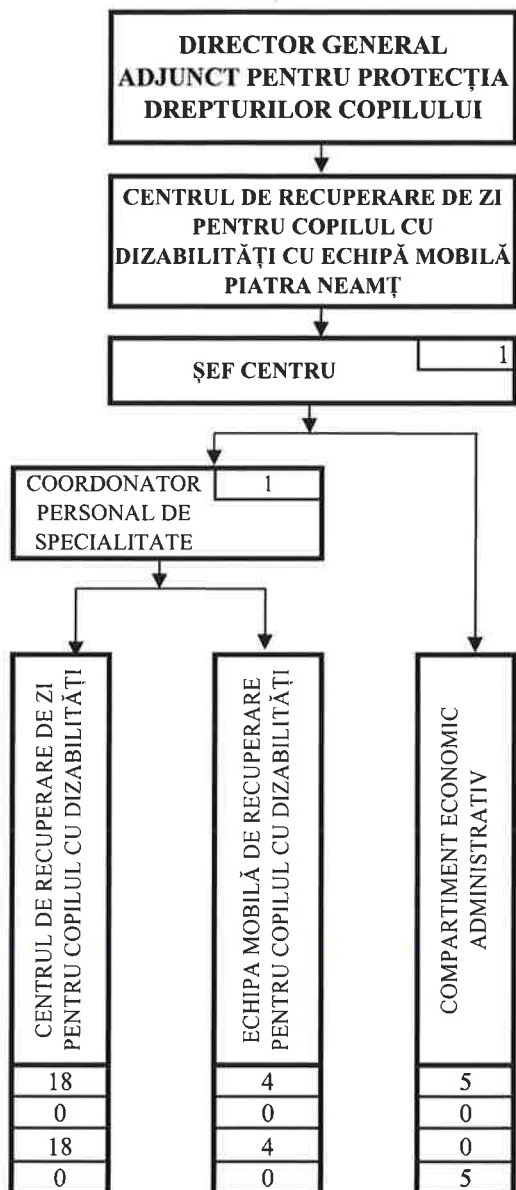 DIRECTOR GENERAL
ADJUNCT PENTRU PROTECȚIA
DREPTURILOR COPILULUI
CENTRUL DE RECUPERARE DE ZI
PENTRU COPILUL CU
DIZABILITĂȚI CU ECHIPĂ MOBILĂ
PIATRA NEAMȚ
ȘEF CENTRU
1
COORDONATOR
PERSONAL DE
SPECIALITATE
1
CENTRUL DE RECUPERARE DE ZI
PENTRU COPILUL CU DIZABILITĂȚI
18
0
18
0
ECHIPA MOBILĂ DE RECUPERARE
PENTRU COPILUL CU DIZABILITĂȚI
4
0
4
0
COMPARTIMENT ECONOMIC
ADMINISTRATIV
5
0
0
5